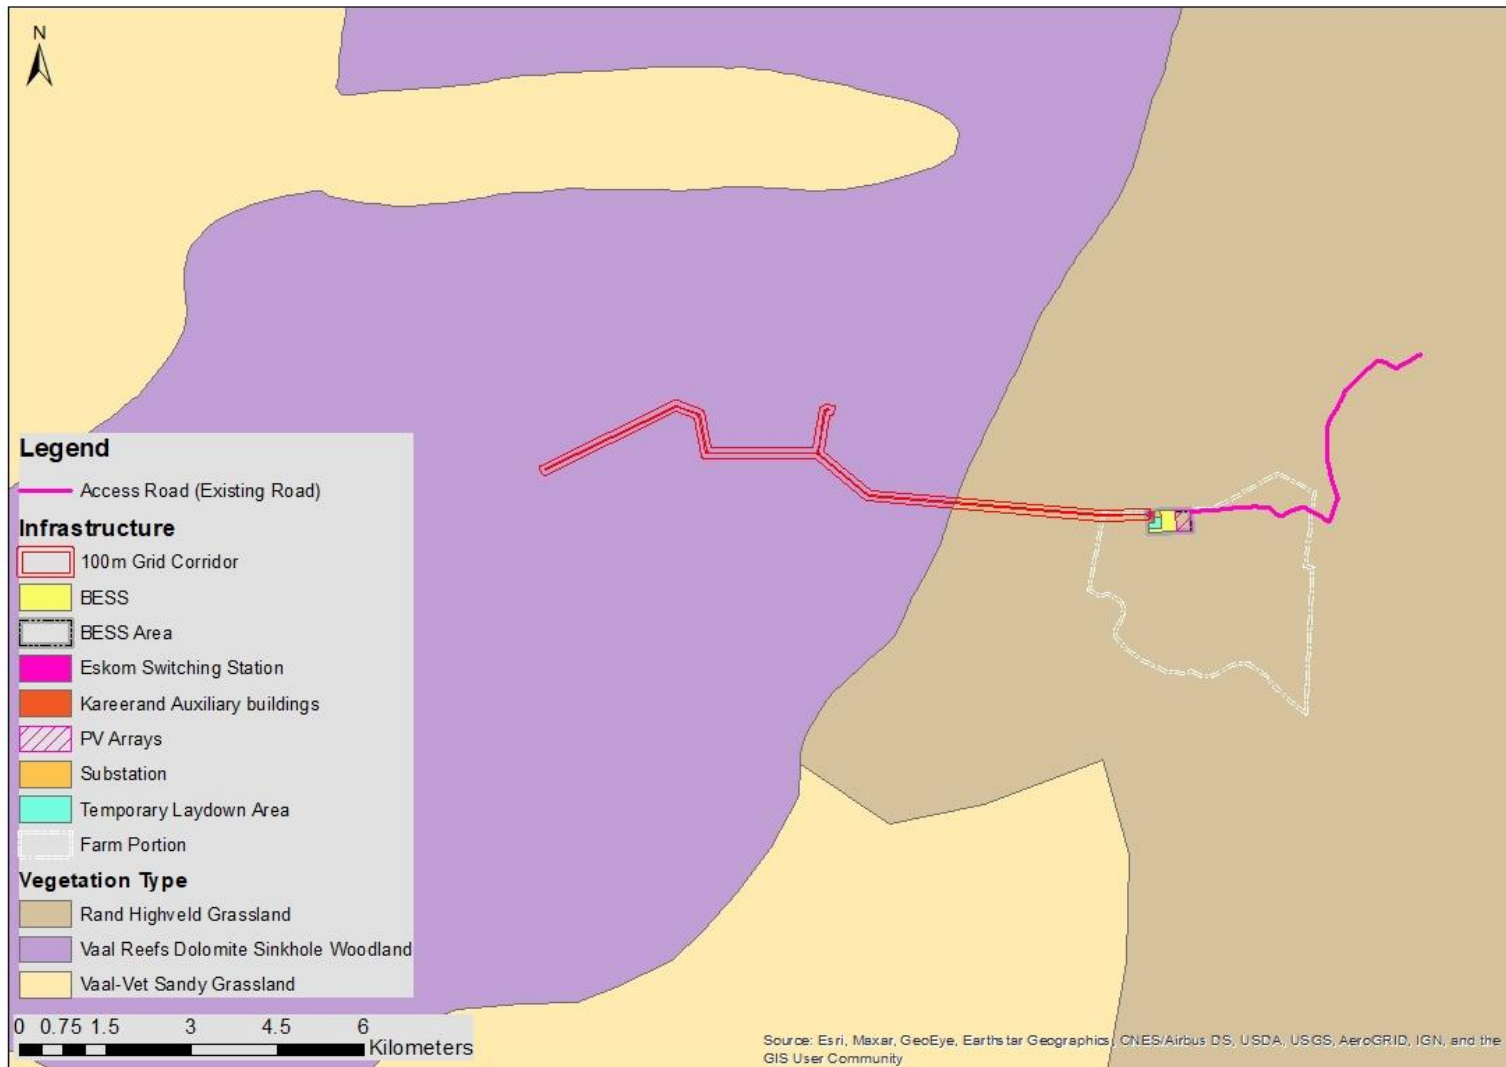 N
Legend
Access Road (Existing Road)
Infrastructure
100m Grid Corridor
BESS
BESS Area
Eskom Switching Station
Kareerand Auxiliary buildings
PV Arrays
Substation
Temporary Laydown Area
Farm Portion
Vegetation Type
Rand Highveld Grassland
Vaal Reefs Dolomite Sinkhole Woodland
Vaal-Vet Sandy Grassland
0 0.75 1.5 3 4.5 6
Kilometers
Source: Esri, Maxar, GeoEye, Earthstar Geographics, CNES/Airbus DS, USDA, USGS, AeroGRID, IGN, and the
GIS User Community